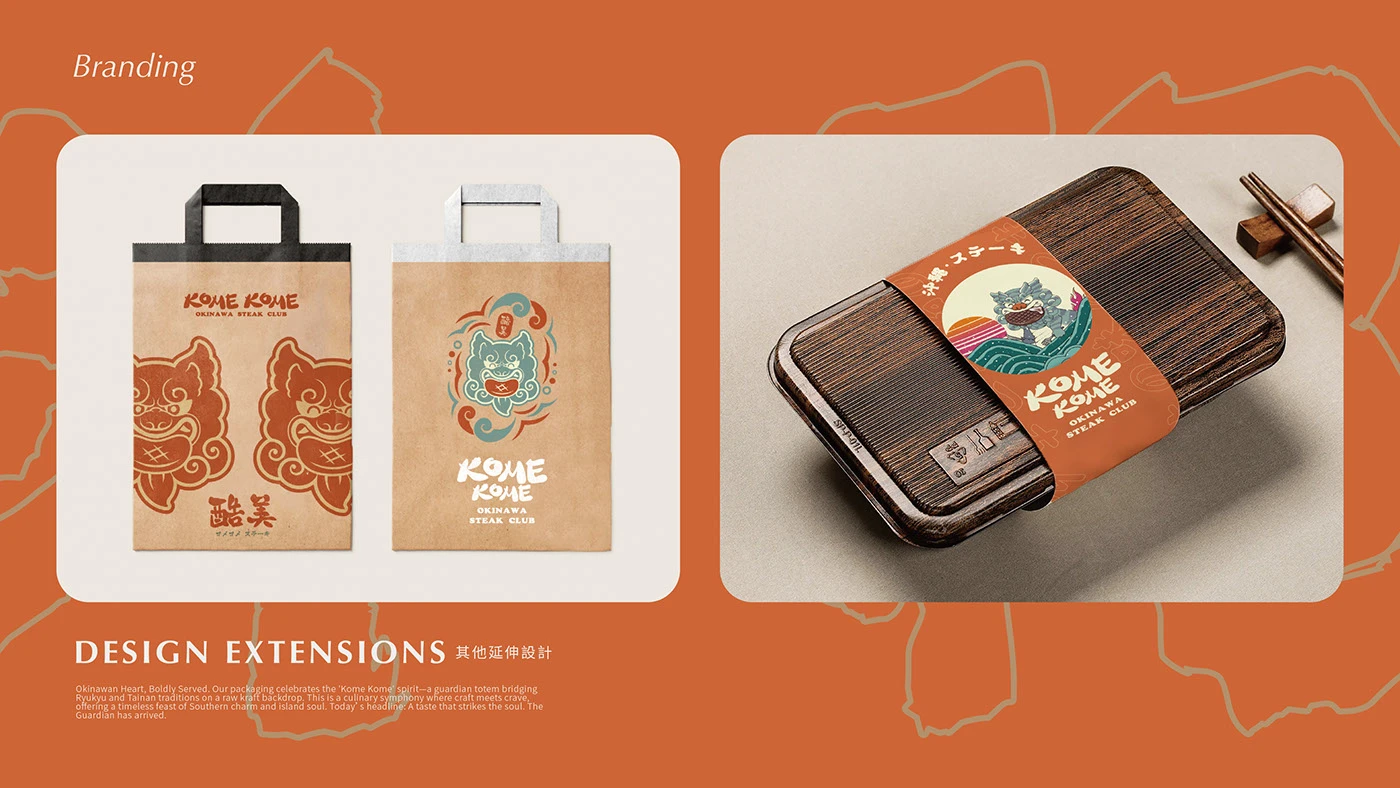 Branding
KOME KOME
OKINAWA STEAK CLUB
酷美
酷美
KOME
KOME
OKINAWA
STEAK CLUB
沖縄・ステーキ
KOME
KOME
OKINAWA
STEAK CLUB
DESIGN EXTENSIONS 其他延伸設計
Okinawan Heart, Boldly Served. Our packaging celebrates the 'Kome Kome' spirit—a guardian totem bridging
Ryukyu and Tainan traditions on a raw kraft backdrop. This is a culinary symphony where craft meets crave,
offering a timeless feast of Southern charm and island soul. Today’s headline: A taste that strikes the soul. The
Guardian has arrived.